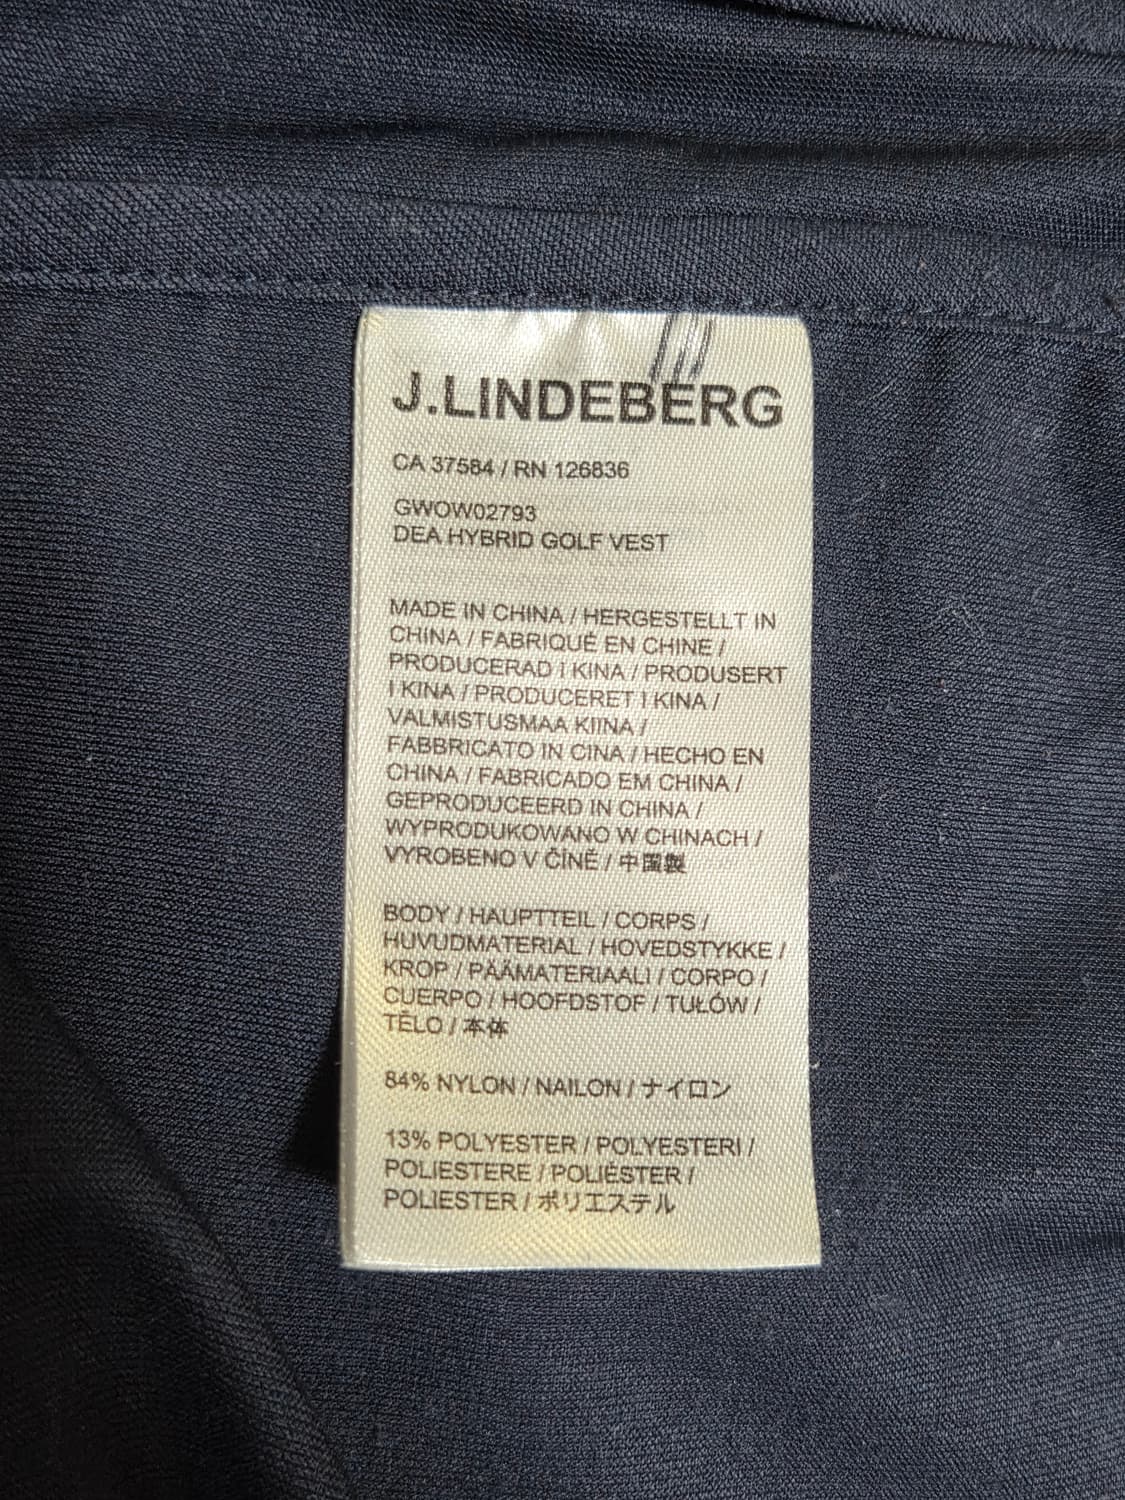 J.LINDEBERG
CA 37584 / RN 126836
GWOW02793
DEA HYBRID GOLF VEST
MADE IN CHINA / HERGESTELLT IN
CHINA / FABRIQUÉ EN CHINE /
PRODUCERAD I KINA / PRODUSERT
I KINA / PRODUCERET I KINA /
VALMISTUSMAA KIINA /
FABBRICATO IN CINA / HECHO EN
CHINA / FABRICADO EM CHINA /
GEPRODUCEERD IN CHINA /
WYPRODUKOWANO W CHINACH /
VYROBENO V ČÍNĚ / 中国製
BODY / HAUPTTEIL / CORPS /
HUVUDMATERIAL / HOVEDSTYKKE /
KROP / PÄÄMATERIAALI / CORPO /
CUERPO / HOOFDSTOF / TUŁÓW /
TĚLO / 本体
84% NYLON / NAILON / ナイロン
13% POLYESTER / POLYESTERI /
POLIESTERE / POLIÉSTER /
POLIESTER / ポリエステル